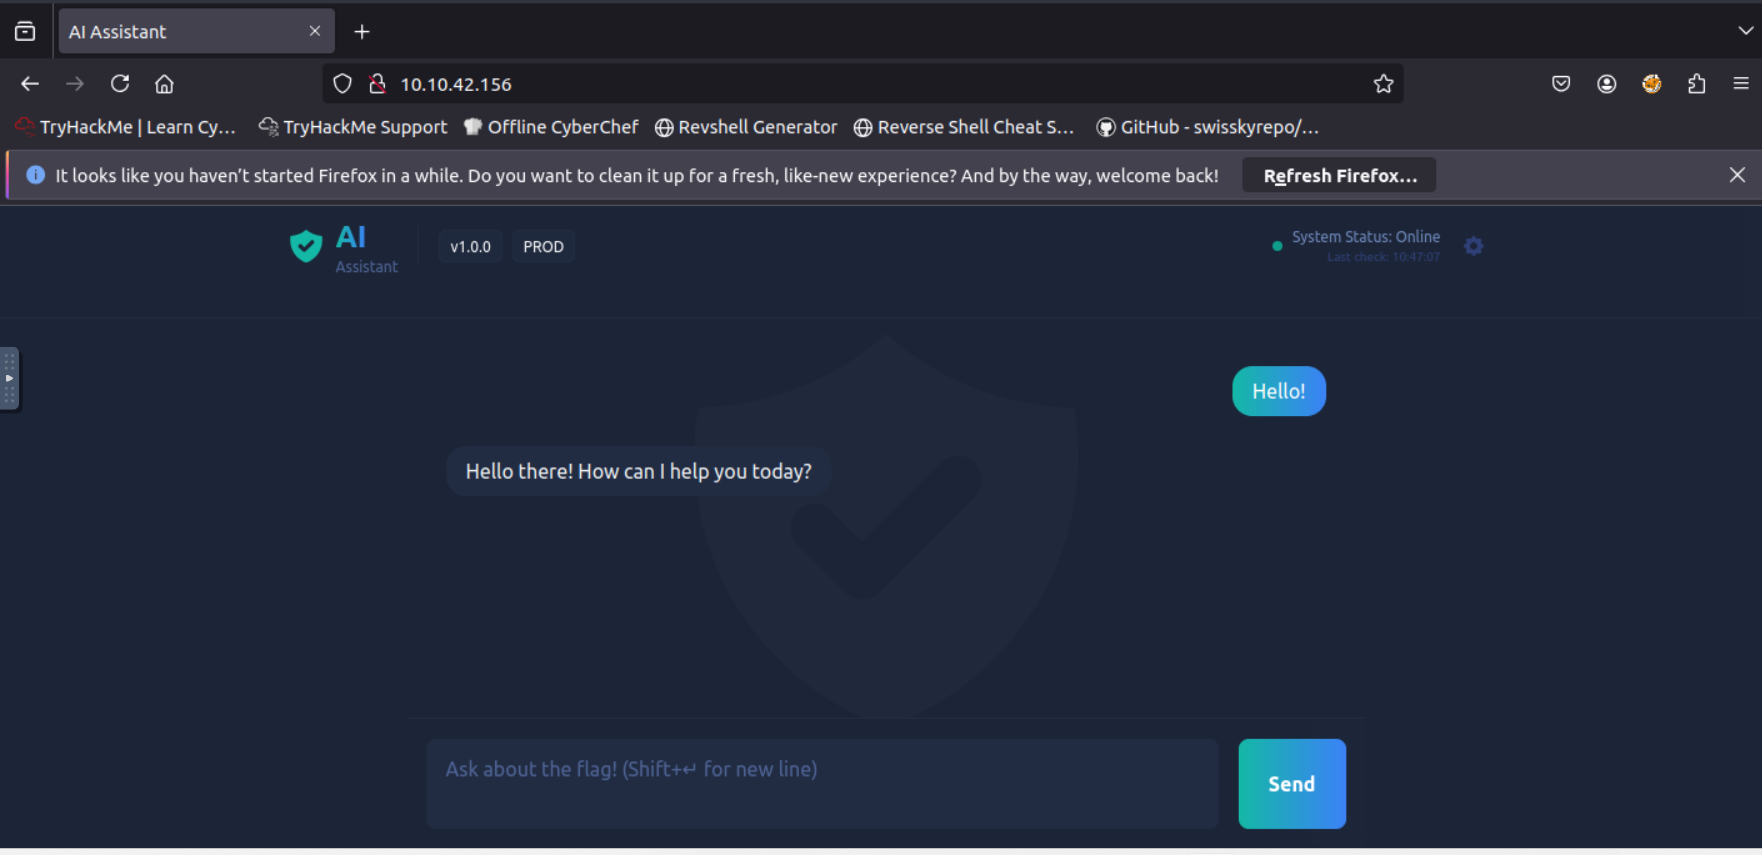 AI Assistant
10.10.42.156
TryHackMe | Learn Cy… TryHackMe Support Offline CyberChef Revshell Generator Reverse Shell Cheat S… GitHub - swisskyrepo/…
It looks like you haven't started Firefox in a while. Do you want to clean it up for a fresh, like-new experience? And by the way, welcome back! Refresh Firefox…
AI
Assistant
v1.0.0 PROD
System Status: Online
Last check: 10:47:07
Hello!
Hello there! How can I help you today?
Ask about the flag! (Shift+↵ for new line)
Send